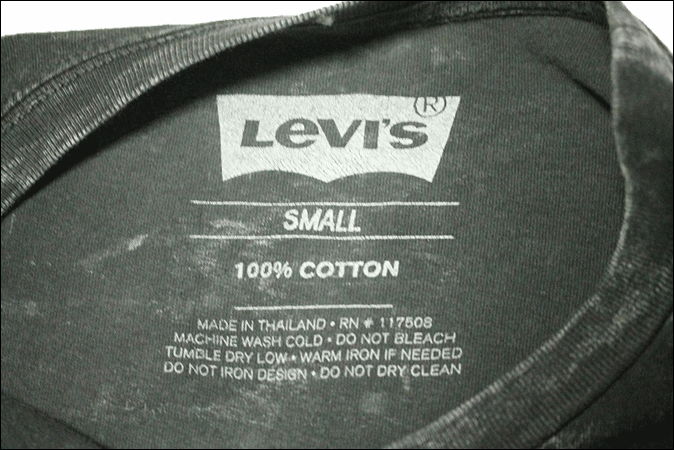 LEVI'S ®
SMALL
100% COTTON
MADE IN THAILAND • RN # 117508
MACHINE WASH COLD • DO NOT BLEACH
TUMBLE DRY LOW • WARM IRON IF NEEDED
DO NOT IRON DESIGN • DO NOT DRY CLEAN